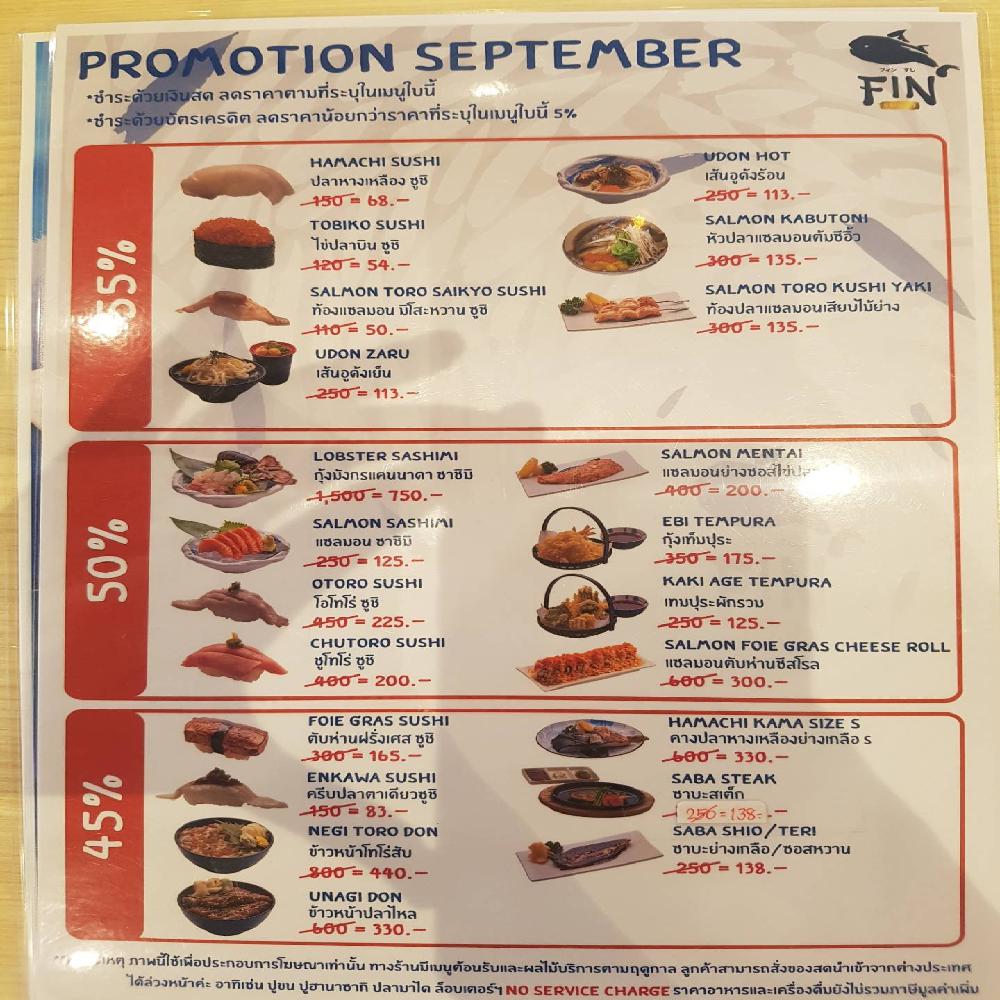 PROMOTION SEPTEMBER
フィン すし
FIN
*ชำระด้วยเงินสด ลดราคาตามที่ระบุในเมนูใบนี้
*ชำระด้วยบัตรเครดิต ลดราคาน้อยกว่าราคาที่ระบุในเมนูใบนี้ 5%
55%
HAMACHI SUSHI
ปลาหางเหลือง ซูชิ
150 = 68.-
TOBIKO SUSHI
ไข่ปลาบิน ซูชิ
120 = 54.-
SALMON TORO SAIKYO SUSHI
ท้องแซลมอน มิโสะหวาน ซูชิ
110 = 50.-
UDON ZARU
เส้นอูด้งเย็น
250 = 113.-
UDON HOT
เส้นอูด้งร้อน
250 = 113.-
SALMON KABUTONI
หัวปลาแซลมอนต้มซีอิ๊ว
300 = 135.-
SALMON TORO KUSHI YAKI
ท้องปลาแซลมอนเสียบไม้ย่าง
300 = 135.-
50%
LOBSTER SASHIMI
กุ้งมังกรแคนนาดา ซาชิมิ
1,500 = 750.-
SALMON SASHIMI
แซลมอน ซาชิมิ
250 = 125.-
OTORO SUSHI
โอโทโร่ ซูชิ
450 = 225.-
CHUTORO SUSHI
ชูโทโร่ ซูชิ
400 = 200.-
SALMON MENTAI
แซลมอนย่างซอสไข่ปลา
400 = 200.-
EBI TEMPURA
กุ้งเท็มปุระ
350 = 175.-
KAKI AGE TEMPURA
เทมปุระผักรวม
250 = 125.-
SALMON FOIE GRAS CHEESE ROLL
แซลมอนตับห่านชีสโรล
600 = 300.-
45%
FOIE GRAS SUSHI
ตับห่านฝรั่งเศส ซูชิ
300 = 165.-
ENKAWA SUSHI
ครีบปลาตาเดียวซูชิ
150 = 83.-
NEGI TORO DON
ข้าวหน้าโทโร่สับ
800 = 440.-
UNAGI DON
ข้าวหน้าปลาไหล
600 = 330.-
HAMACHI KAMA SIZE S
คางปลาหางเหลืองย่างเกลือ S
600 = 330.-
SABA STEAK
ซาบะสเต็ก
250 = 138.-
SABA SHIO/TERI
ซาบะย่างเกลือ/ซอสหวาน
250 = 138.-
ภาพนี้ใช้เพื่อประกอบการโฆษณาเท่านั้น ทางร้านมีเมนูต้อนรับและผลไม้บริการตามฤดูกาล ลูกค้าสามารถสั่งของสดนำเข้าจากต่างประเทศ
ได้ล่วงหน้าค่ะ อาทิเช่น ปูขน ปูฮานาซากิ ปลามาได ล็อบเตอร์ฯ NO SERVICE CHARGE ราคาอาหารและเครื่องดื่มยังไม่รวมภาษีมูลค่าเพิ่ม